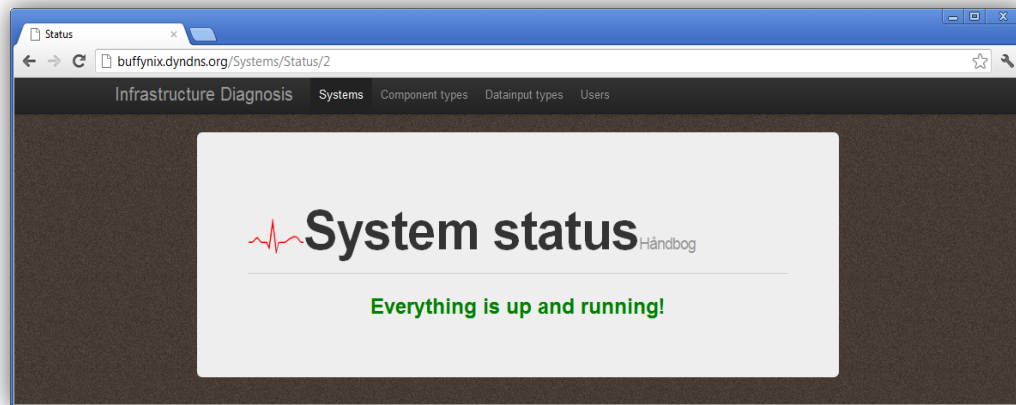 Status
buffynix.dyndns.org/Systems/Status/2
Infrastructure Diagnosis Systems Component types Datainput types Users
System status Håndbog
Everything is up and running!